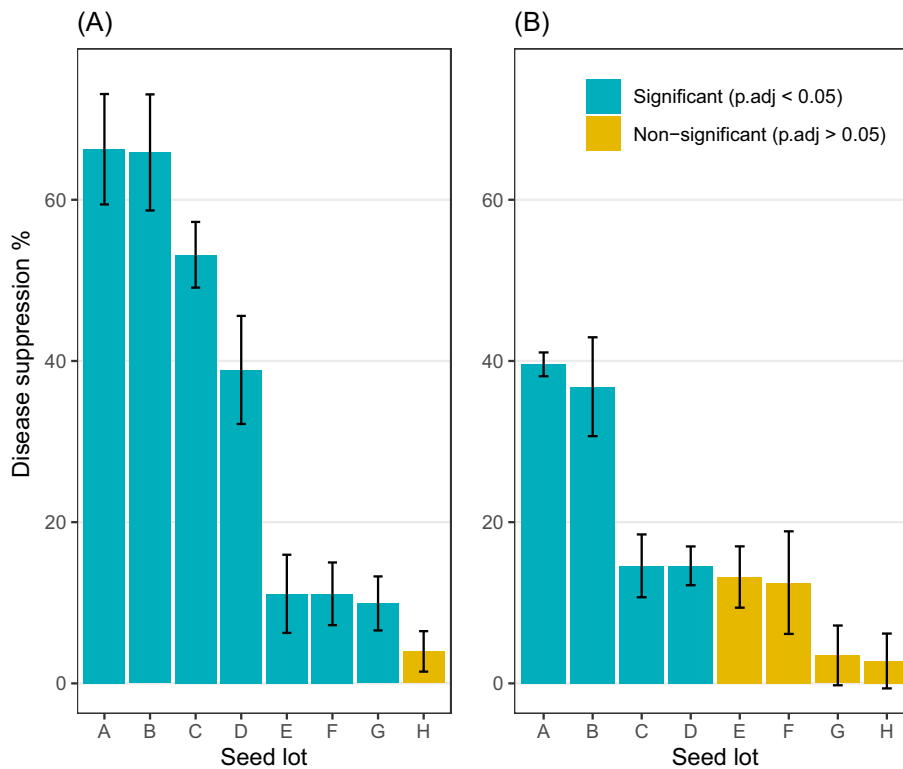 (A)
(B)
Significant (p.adj < 0.05)
Non−significant (p.adj > 0.05)
Disease suppression %
60
40
20
0
60
40
20
0
A B C D E F G H
A B C D E F G H
Seed lot
Seed lot